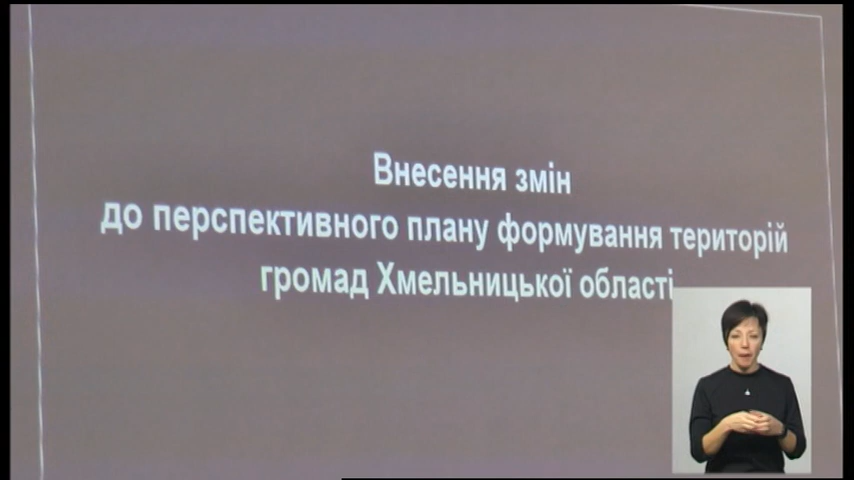 Внесення змін
до перспективного плану формування територій
громад Хмельницької області